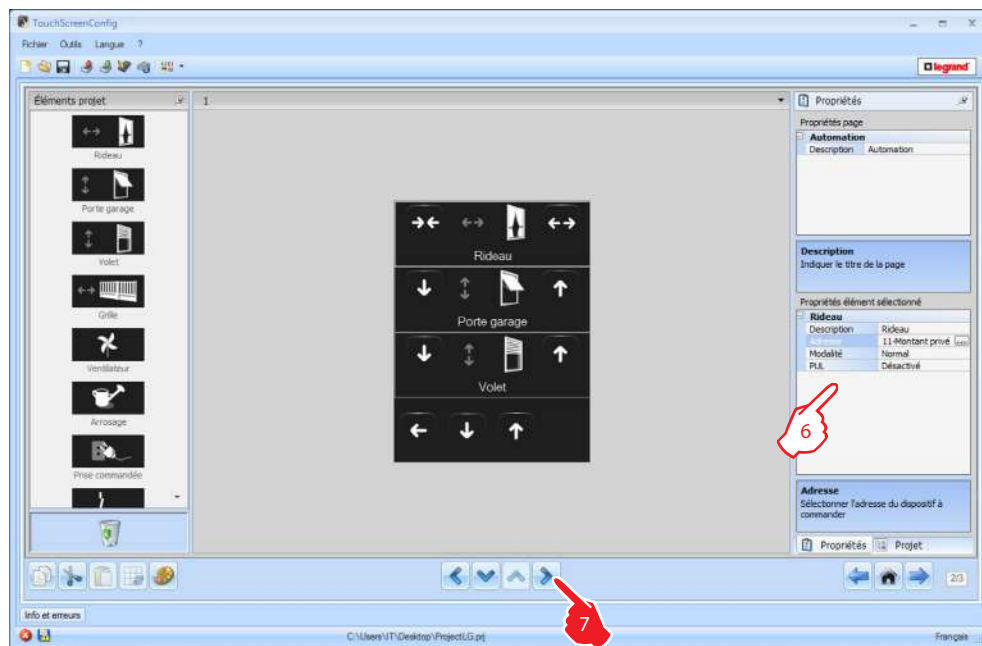 TouchScreenConfig
Fichier Outils Langue ?
legrand
Éléments projet
1
Propriétés
Rideau
Porte garage
Volet
Grille
Ventilateur
Arrosage
Prise commandée
Rideau
Porte garage
Volet
Propriétés page
Automation
Description Automation
Description
Indiquer le titre de la page
Propriétés élément sélectionné
Rideau
Description Rideau
Adresse 11-Montant privé ...
Modalité Normal
PUL Désactivé
6
Adresse
Sélectionner l'adresse du dispositif à
commander
Propriétés Projet
2/3
7
Info et erreurs
C:\Users\JT\Desktop\ProjectLG.prj
Français